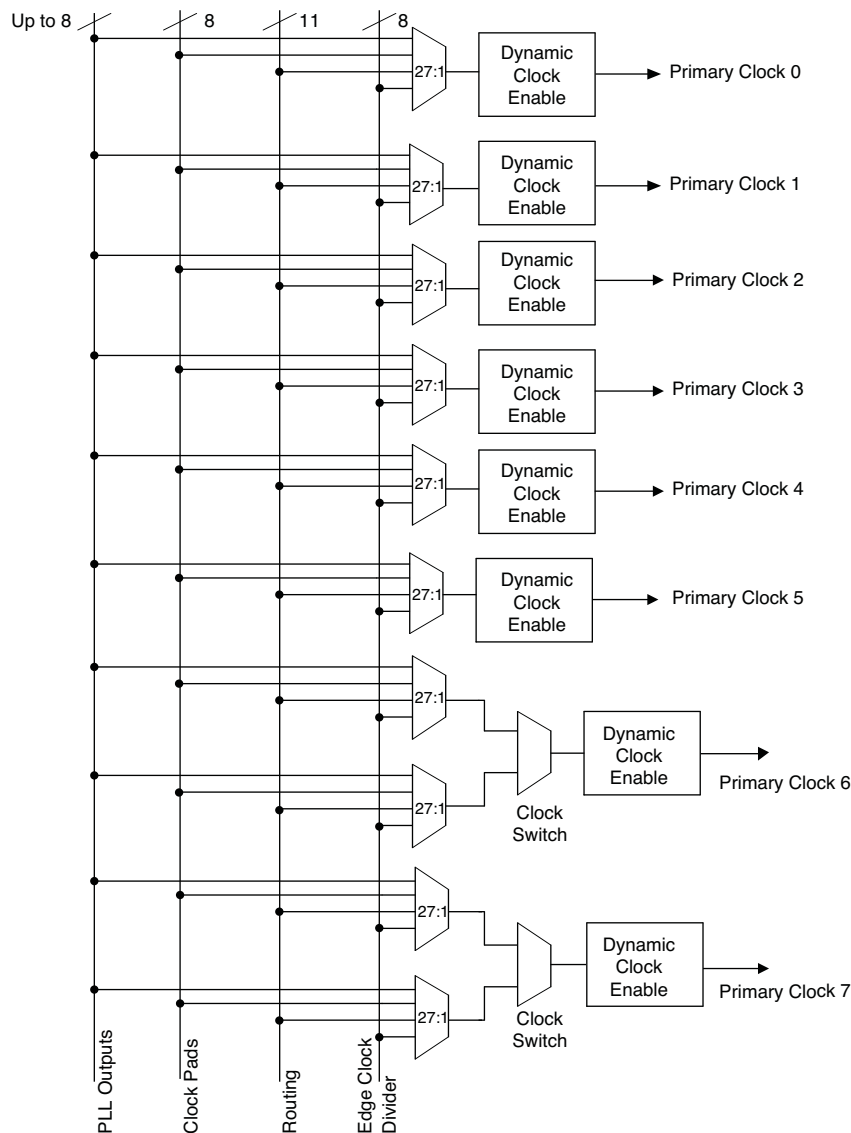 Up to 8
8
11
8
27:1
Dynamic
Clock
Enable
Primary Clock 0
27:1
Dynamic
Clock
Enable
Primary Clock 1
27:1
Dynamic
Clock
Enable
Primary Clock 2
27:1
Dynamic
Clock
Enable
Primary Clock 3
27:1
Dynamic
Clock
Enable
Primary Clock 4
27:1
Dynamic
Clock
Enable
Primary Clock 5
27:1
27:1
Clock
Switch
Dynamic
Clock
Enable
Primary Clock 6
27:1
27:1
Clock
Switch
Dynamic
Clock
Enable
Primary Clock 7
PLL Outputs
Clock Pads
Routing
Edge Clock
Divider